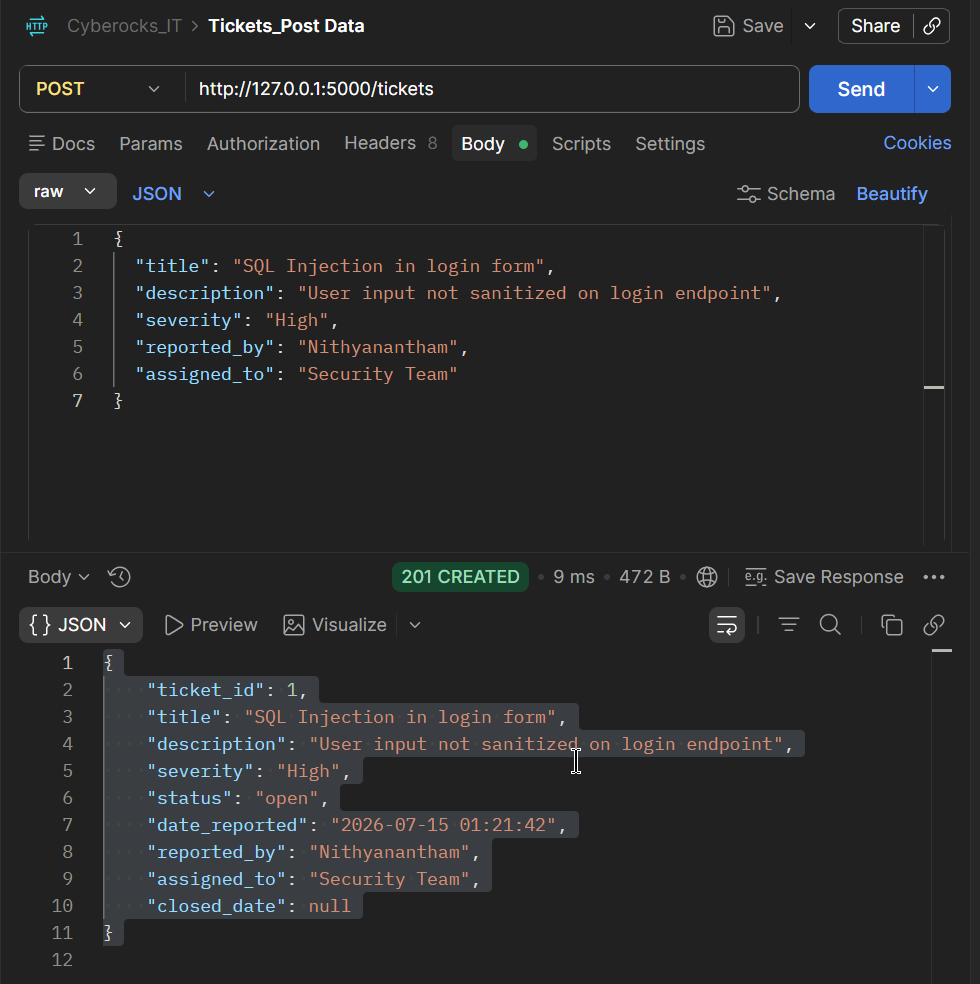 HTTP Cyberocks_IT > Tickets_Post Data Save Share
POST http://127.0.0.1:5000/tickets Send
Docs Params Authorization Headers 8 Body Scripts Settings Cookies
raw JSON Schema Beautify
1 {
2 "title": "SQL Injection in login form",
3 "description": "User input not sanitized on login endpoint",
4 "severity": "High",
5 "reported_by": "Nithyanantham",
6 "assigned_to": "Security Team"
7 }
Body 201 CREATED • 9 ms • 472 B • e.g. Save Response
{} JSON Preview Visualize
1 {
2 "ticket_id": 1,
3 "title": "SQL Injection in login form",
4 "description": "User input not sanitized on login endpoint",
5 "severity": "High",
6 "status": "open",
7 "date_reported": "2026-07-15 01:21:42",
8 "reported_by": "Nithyanantham",
9 "assigned_to": "Security Team",
10 "closed_date": null
11 }
12